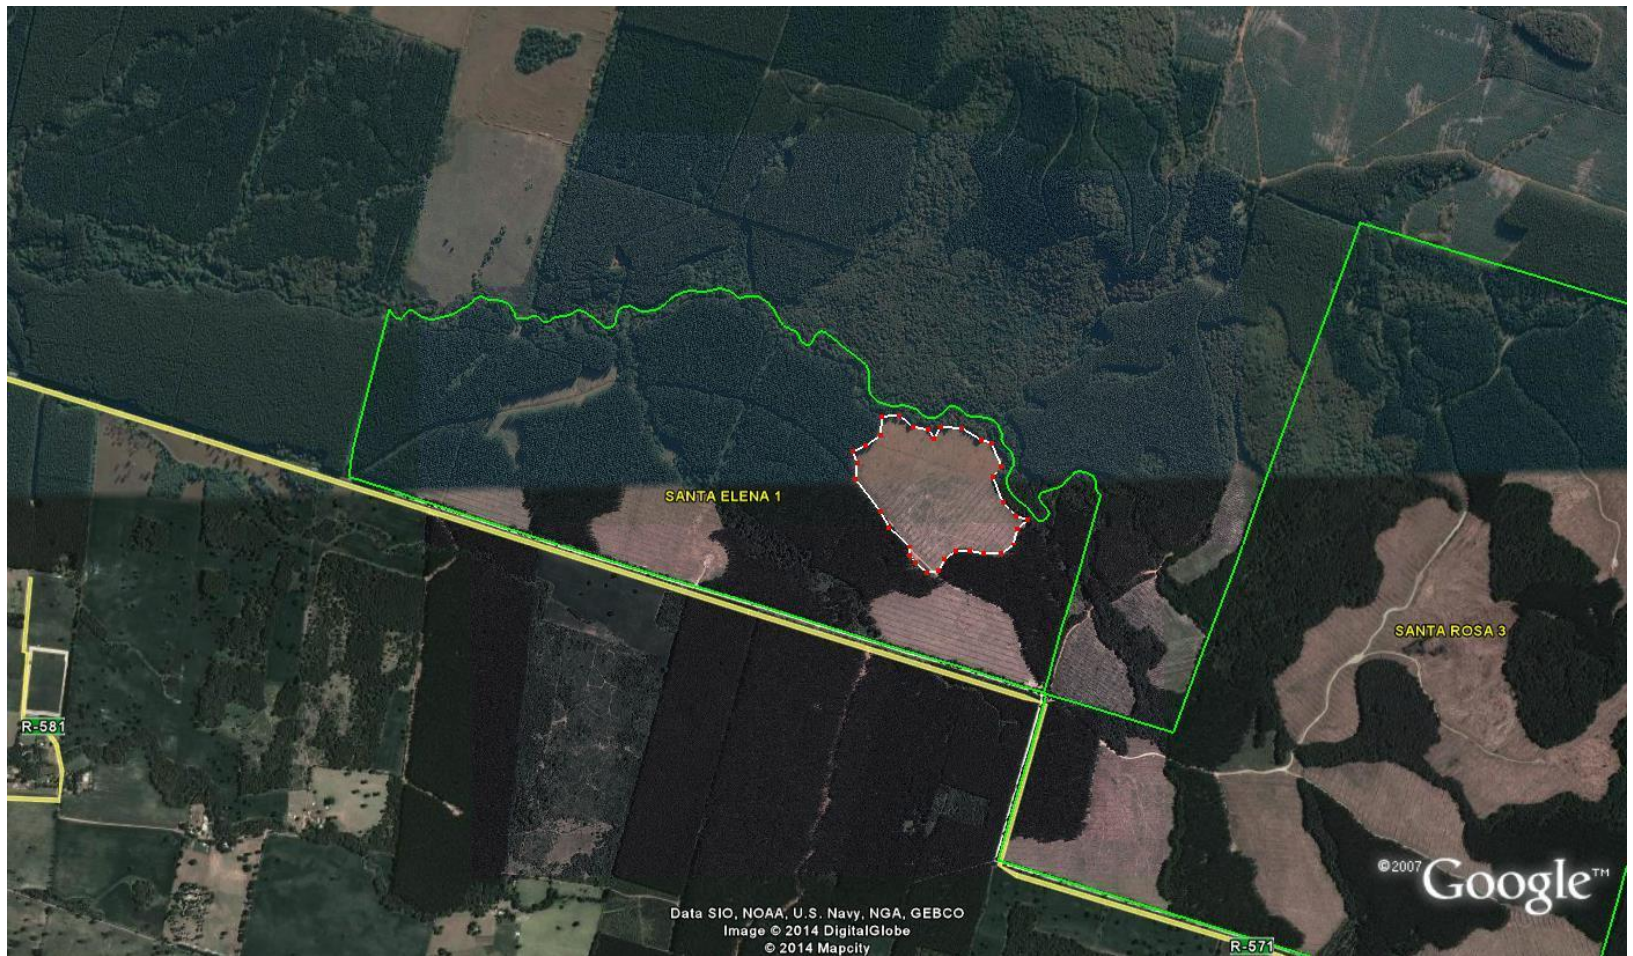 SANTA ELENA 1
SANTA ROSA 3
R-581
©2007 Google™
Data SIO, NOAA, U.S. Navy, NGA, GEBCO
Image © 2014 DigitalGlobe
© 2014 Mapcity
R-571